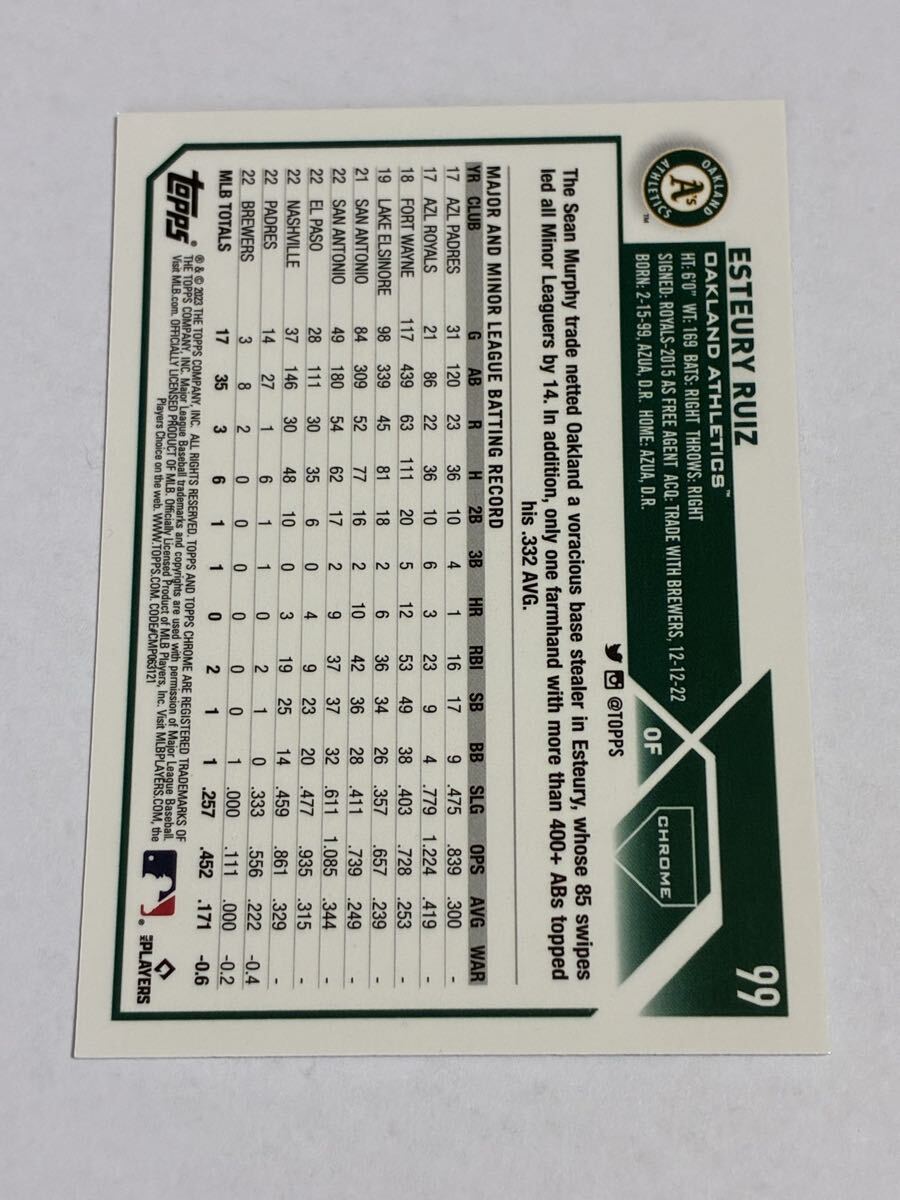 OAKLAND
A's
ATHLETICS
™
ESTEURY RUIZ
OAKLAND ATHLETICS™
HT: 6'0" WT: 169 BATS: RIGHT THROWS: RIGHT
SIGNED: ROYALS-2015 AS FREE AGENT ACQ: TRADE WITH BREWERS, 12-12-22
BORN: 2-15-99, AZUA, D.R. HOME: AZUA, D.R.
99
CHROME
OF
@TOPPS
The Sean Murphy trade netted Oakland a voracious base stealer in Esteury, whose 85 swipes
led all Minor Leaguers by 14. In addition, only one farmhand with more than 400+ ABs topped
his .332 AVG.
MAJOR AND MINOR LEAGUE BATTING RECORD
YR CLUB G AB R H 2B 3B HR RBI SB BB SLG OPS AVG WAR
17 AZL PADRES 31 120 23 36 10 4 1 16 17 9 .475 .839 .300 -
17 AZL ROYALS 21 86 22 36 10 6 3 23 9 4 .779 1.224 .419 -
18 FORT WAYNE 117 439 63 111 20 5 12 53 49 38 .403 .728 .253 -
19 LAKE ELSINORE 98 339 45 81 18 2 6 36 34 26 .357 .657 .239 -
21 SAN ANTONIO 84 309 52 77 16 2 10 42 36 28 .411 .739 .249 -
22 SAN ANTONIO 49 180 54 62 17 2 9 37 37 32 .611 1.085 .344 -
22 EL PASO 28 111 30 35 6 0 4 9 23 20 .477 .935 .315 -
22 NASHVILLE 37 146 30 48 10 0 3 19 25 14 .459 .861 .329 -
22 PADRES 14 27 1 6 1 1 0 2 1 0 .333 .556 .222 -0.4
22 BREWERS 3 8 2 0 0 0 0 0 0 1 .000 .111 .000 -0.2
MLB TOTALS 17 35 3 6 1 1 0 2 1 1 .257 .452 .171 -0.6
topps®
® & © 2023 THE TOPPS COMPANY, INC. ALL RIGHTS RESERVED. TOPPS AND TOPPS CHROME ARE REGISTERED TRADEMARKS OF
THE TOPPS COMPANY, INC. Major League Baseball trademarks and copyrights are used with permission of Major League Baseball.
Visit MLB.com. OFFICIALLY LICENSED PRODUCT OF MLB. Officially Licensed Product of MLB Players, Inc. Visit MLBPLAYERS.COM, the
Players Choice on the web. WWW.TOPPS.COM. CODE#CMP063121
®
MLB PLAYERS